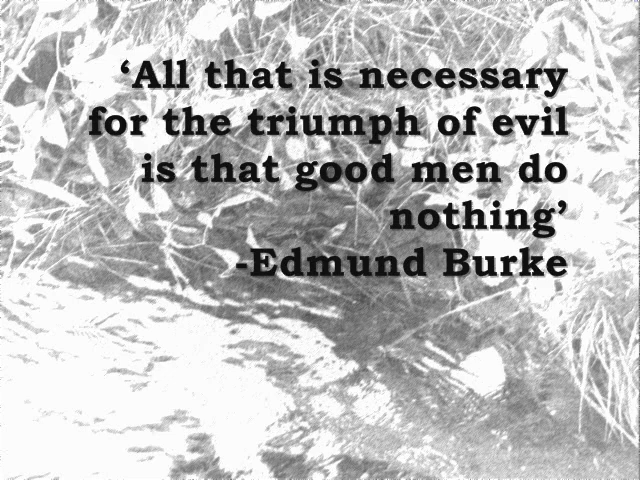 ‘All that is necessary
for the triumph of evil
is that good men do
nothing’
-Edmund Burke